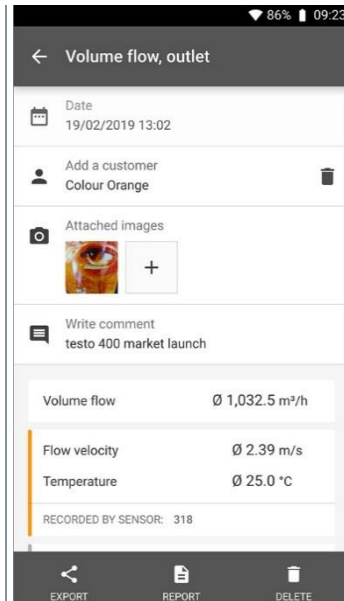 86% 09:23
Volume flow, outlet
Date
19/02/2019 13:02
Add a customer
Colour Orange
Attached images
+
Write comment
testo 400 market launch
Volume flow Ø 1,032.5 m³/h
Flow velocity Ø 2.39 m/s
Temperature Ø 25.0 °C
RECORDED BY SENSOR: 318
EXPORT REPORT DELETE